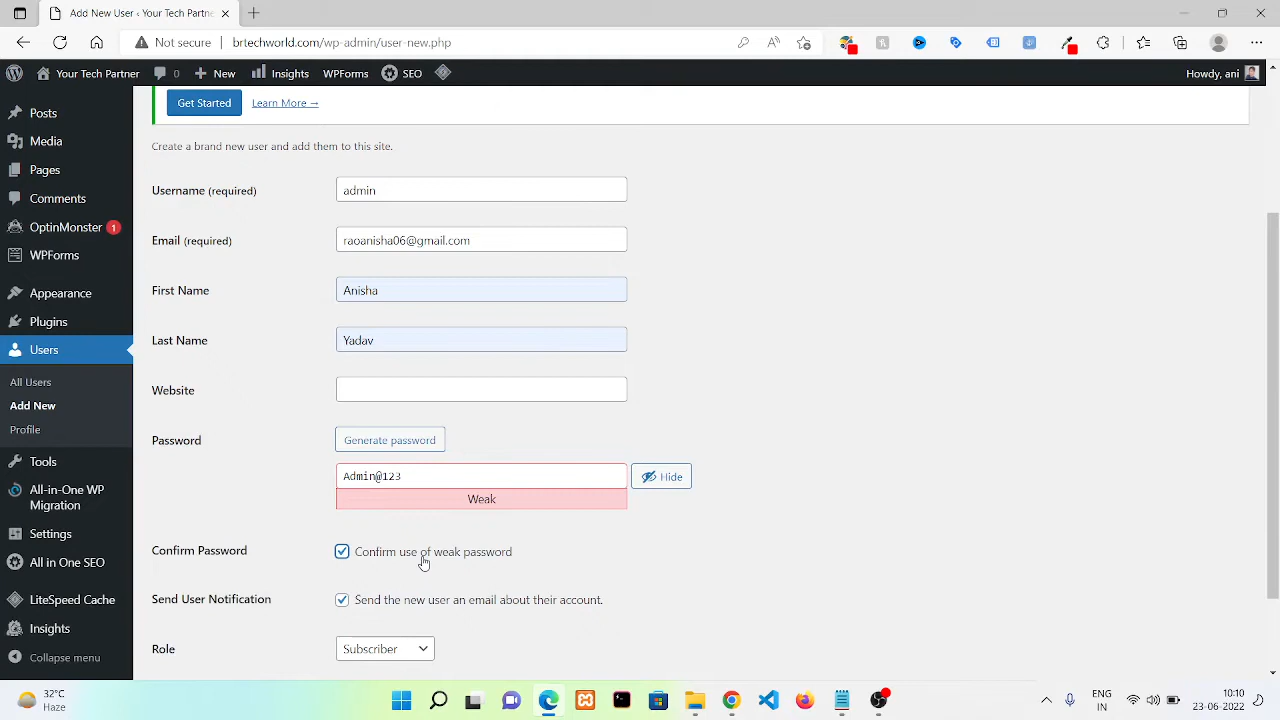 Add New User ‹ Your Tech Partne
Not secure
brtechworld.com/wp-admin/user-new.php
Your Tech Partner
0
New
Insights
WPForms
SEO
Howdy, ani
Get Started
Learn More →
Create a brand new user and add them to this site.
Posts
Media
Pages
Comments
OptinMonster 1
WPForms
Appearance
Plugins
Users
All Users
Add New
Profile
Tools
All-in-One WP
Migration
Settings
All in One SEO
LiteSpeed Cache
Insights
Collapse menu
Username (required)
admin
Email (required)
raoanisha06@gmail.com
First Name
Anisha
Last Name
Yadav
Website
Password
Generate password
Admin@123
Hide
Weak
Confirm Password
Confirm use of weak password
Send User Notification
Send the new user an email about their account.
Role
Subscriber
32°C
Haze
ENG
IN
10:10
23-06-2022